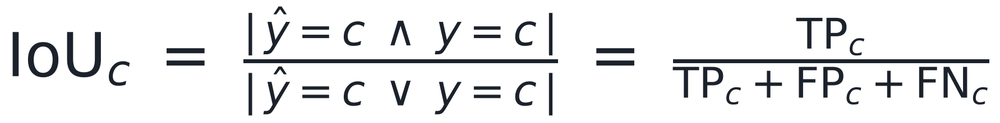 IoU_c = |ŷ = c ∧ y = c| / |ŷ = c ∨ y = c| = TP_c / (TP_c + FP_c + FN_c)